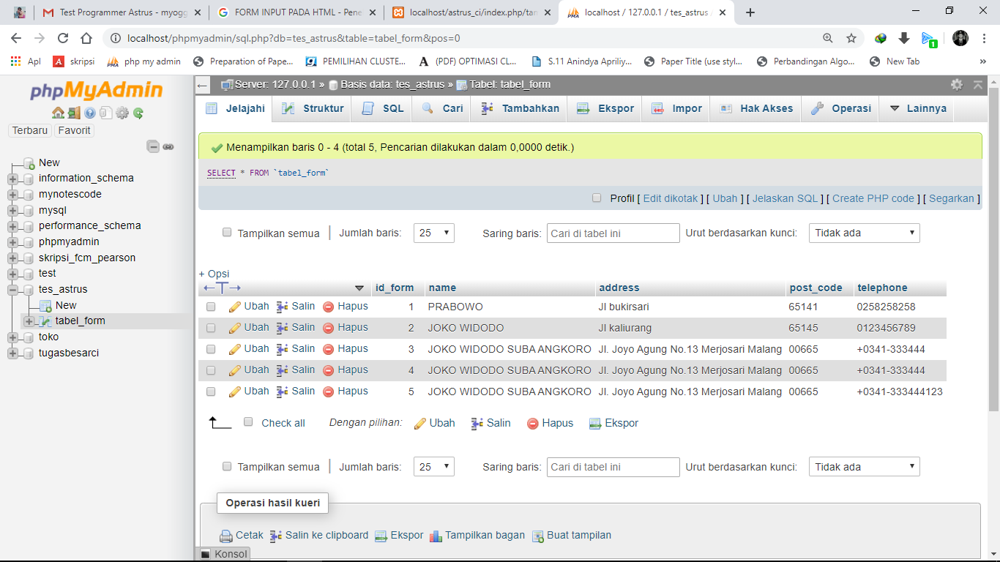 Test Programmer Astrus - myogg
FORM INPUT PADA HTML - Pene
localhost/astrus_ci/index.php/tan
localhost / 127.0.0.1 / tes_astrus /
localhost/phpmyadmin/sql.php?db=tes_astrus&table=tabel_form&pos=0
1
Apl
skripsi
php my admin
Preparation of Pape...
PEMILIHAN CLUSTE...
(PDF) OPTIMASI CL...
S.11 Anindya Apriliy...
Paper Title (use styl...
Perbandingan Algo...
New Tab
»
phpMyAdmin
Terbaru Favorit
New
information_schema
mynotescode
mysql
performance_schema
phpmyadmin
skripsi_fcm_pearson
test
tes_astrus
New
tabel_form
toko
tugasbesarci
Server: 127.0.0.1 » Basis data: tes_astrus » Tabel: tabel_form
Jelajahi Struktur SQL Cari Tambahkan Ekspor Impor Hak Akses Operasi Lainnya
Menampilkan baris 0 - 4 (total 5, Pencarian dilakukan dalam 0,0000 detik.)
SELECT * FROM `tabel_form`
Profil [ Edit dikotak ] [ Ubah ] [ Jelaskan SQL ] [ Create PHP code ] [ Segarkan ]
Tampilkan semua Jumlah baris: 25 Saring baris: Cari di tabel ini Urut berdasarkan kunci: Tidak ada
+ Opsi
←T→ id_form name address post_code telephone
Ubah Salin Hapus 1 PRABOWO Jl bukirsari 65141 0258258258
Ubah Salin Hapus 2 JOKO WIDODO Jl kaliurang 65145 0123456789
Ubah Salin Hapus 3 JOKO WIDODO SUBA ANGKORO Jl. Joyo Agung No.13 Merjosari Malang 00665 +0341-333444
Ubah Salin Hapus 4 JOKO WIDODO SUBA ANGKORO Jl. Joyo Agung No.13 Merjosari Malang 00665 +0341-333444
Ubah Salin Hapus 5 JOKO WIDODO SUBA ANGKORO Jl. Joyo Agung No.13 Merjosari Malang 00665 +0341-333444123
Check all Dengan pilihan: Ubah Salin Hapus Ekspor
Tampilkan semua Jumlah baris: 25 Saring baris: Cari di tabel ini Urut berdasarkan kunci: Tidak ada
Operasi hasil kueri
Cetak Salin ke clipboard Ekspor Tampilkan bagan Buat tampilan
Konsol